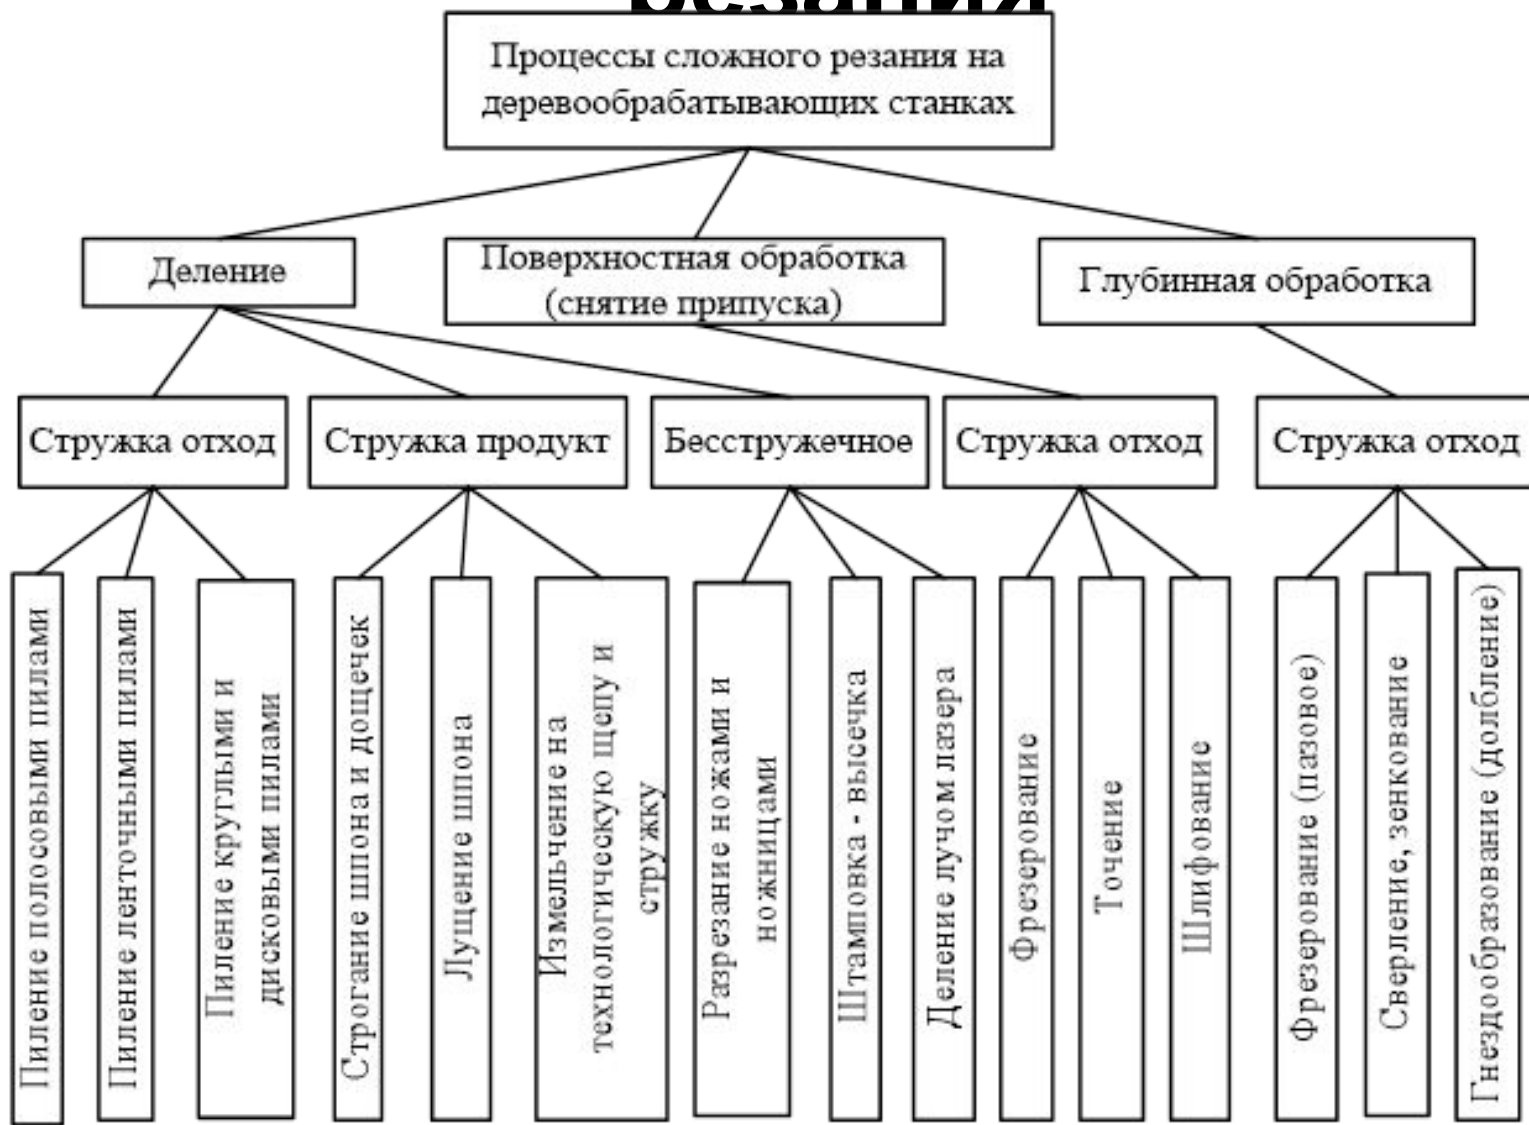 резания
Процессы сложного резания на
деревообрабатывающих станках
Деление
Поверхностная обработка
(снятие припуска)
Глубинная обработка
Стружка отход
Стружка продукт
Бесстружечное
Стружка отход
Стружка отход
Пиление полосовыми пилами
Пиление ленточными пилами
Пиление круглыми и
дисковыми пилами
Строгание шпона и дощечек
Лущение шпона
Измельчение на
технологическую щепу и
стружку
Разрезание ножами и
ножницами
Штамповка - высечка
Деление лучом лазера
Фрезерование
Точение
Шлифование
Фрезерование (пазовое)
Сверление, зенкование
Гнездообразование (долбление)